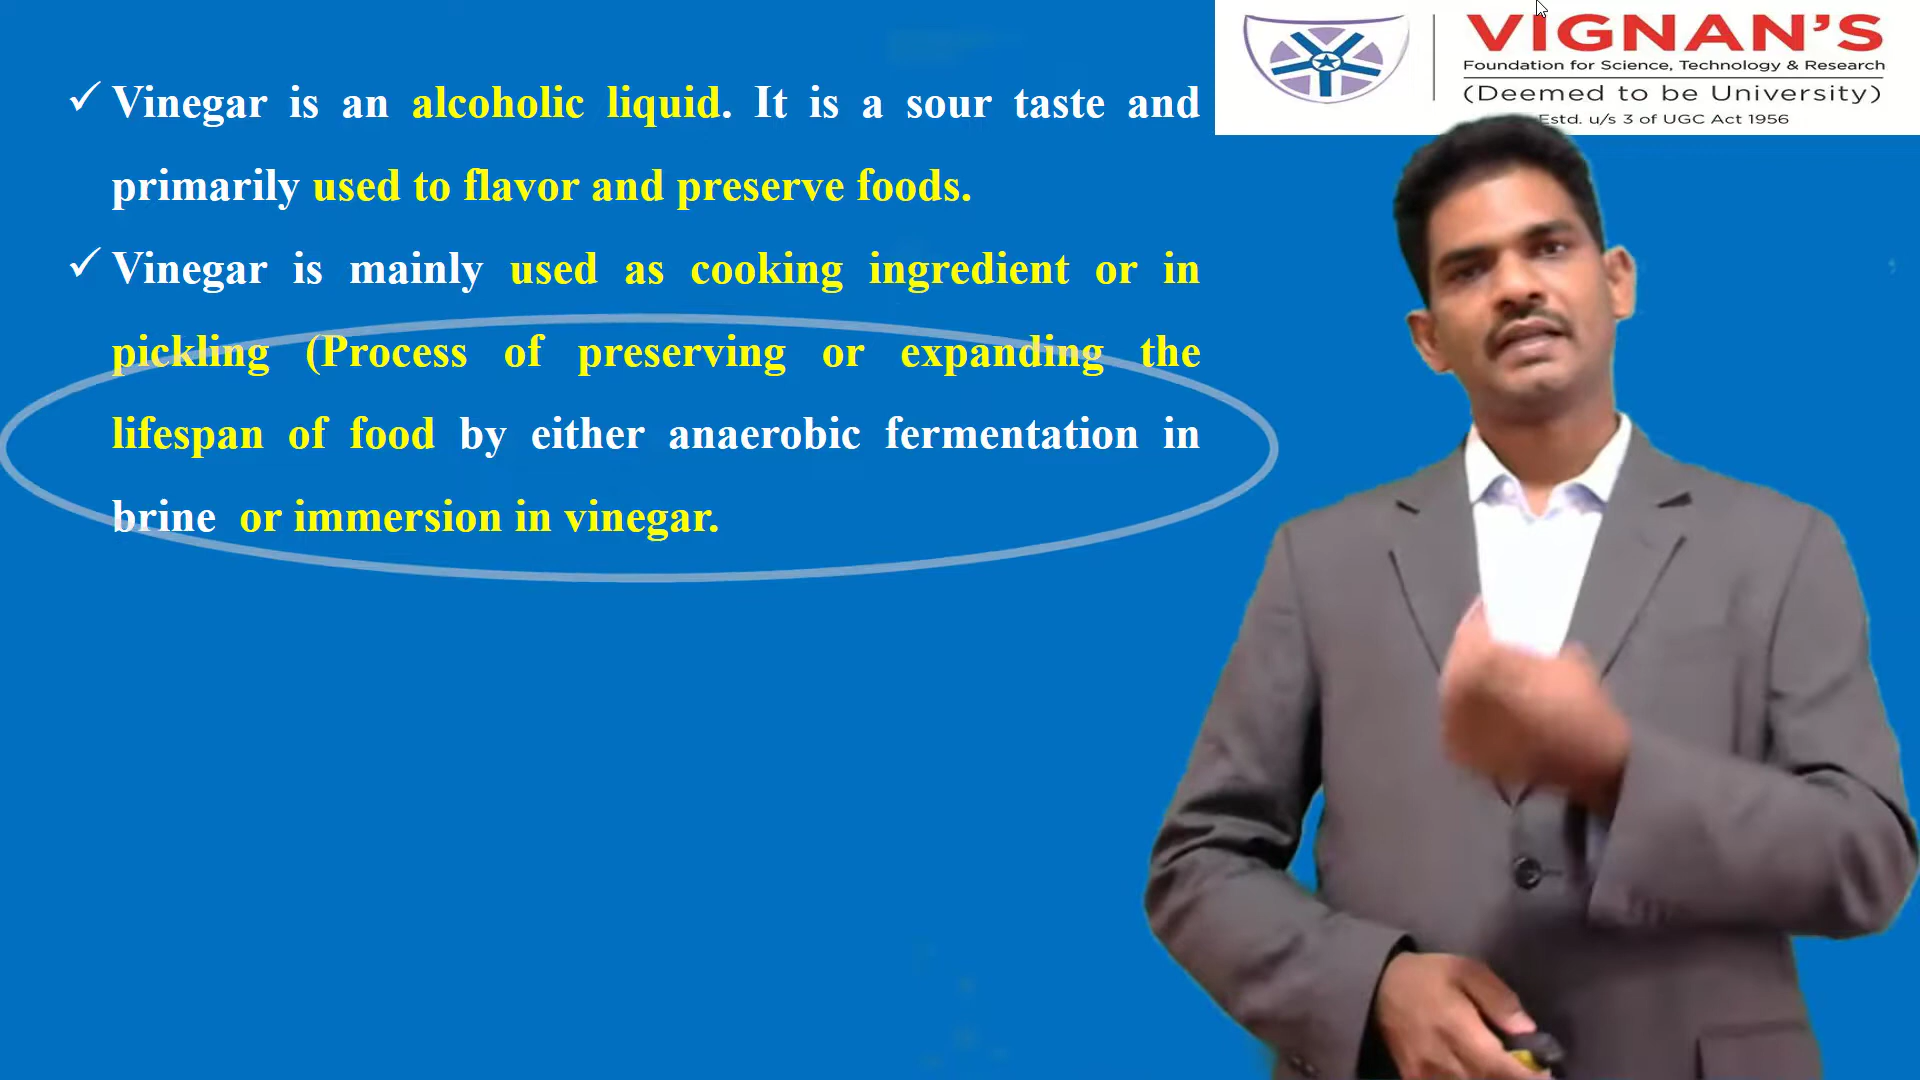 ✓ Vinegar is an alcoholic liquid. It is a sour taste and
primarily used to flavor and preserve foods.
✓ Vinegar is mainly used as cooking ingredient or in
pickling (Process of preserving or expanding the
lifespan of food by either anaerobic fermentation in
brine or immersion in vinegar.
VIGNAN'S
Foundation for Science, Technology & Research
(Deemed to be University)
Estd. u/s 3 of UGC Act 1956